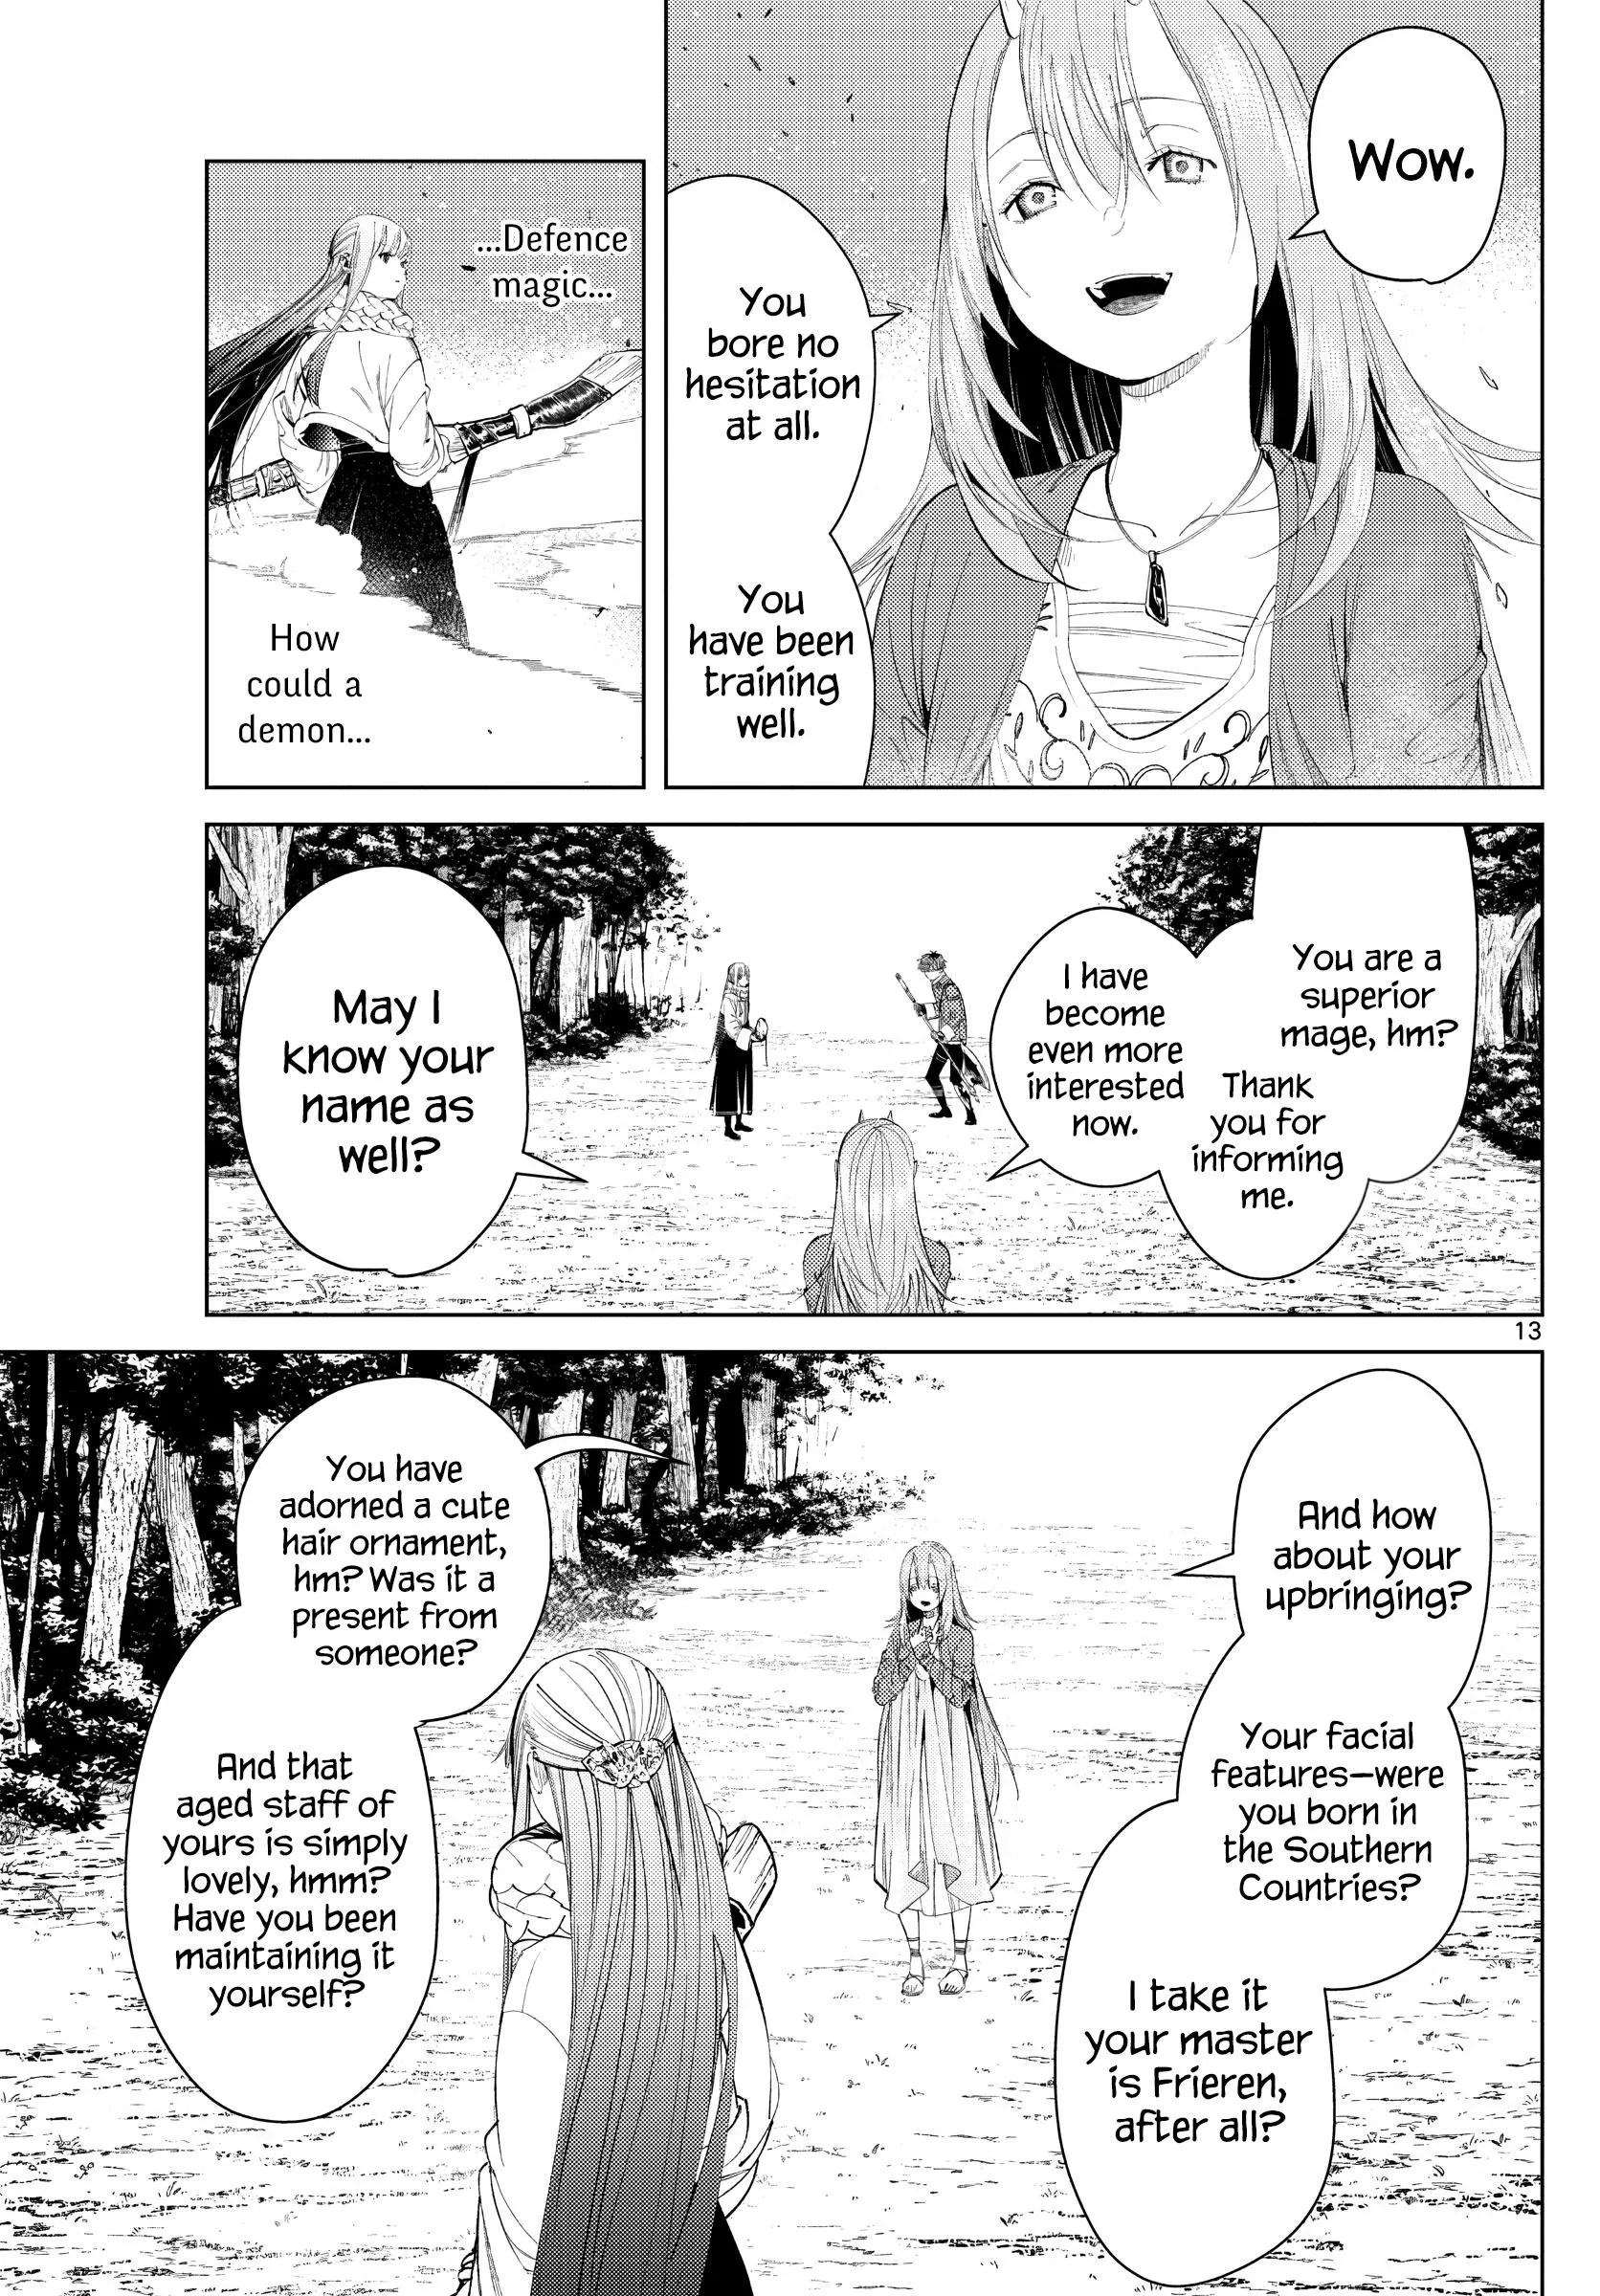 Wow.
You
bore no
hesitation
at all.
You
have been
training
well.
...Defence
magic...
How
could a
demon...
You are a
superior
mage, hm?
Thank
you for
informing
me.
I have
become
even more
interested
now.
May I
know your
name as
well?
13
And how
about your
upbringing?
Your facial
features—were
you born in
the Southern
Countries?
I take it
your master
is Frieren,
after all?
You have
adorned a cute
hair ornament,
hm? Was it a
present from
someone?
And that
aged staff of
yours is simply
lovely, hmm?
Have you been
maintaining it
yourself?